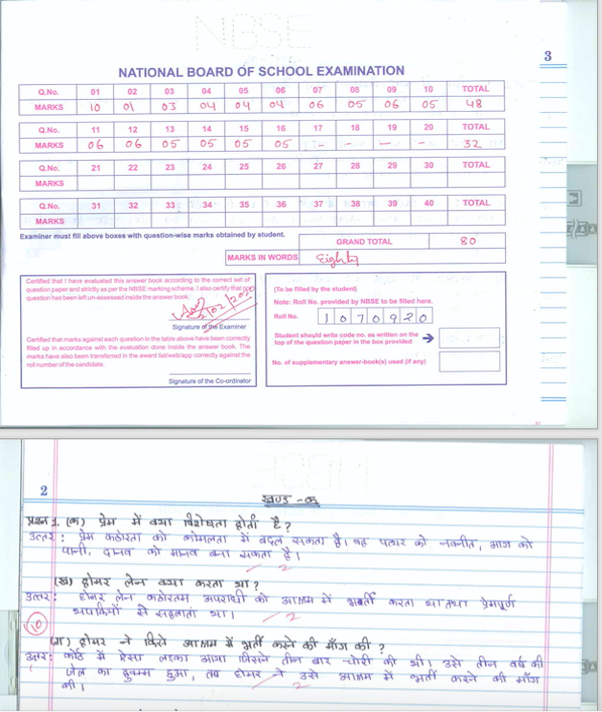 NBSE
3
NATIONAL BOARD OF SCHOOL EXAMINATION
Q.No. 01 02 03 04 05 06 07 08 09 10 TOTAL
MARKS 10 01 03 04 04 04 06 05 06 05 48
Q.No. 11 12 13 14 15 16 17 18 19 20 TOTAL
MARKS 06 06 05 05 05 05 - - - - 32
Q.No. 21 22 23 24 25 26 27 28 29 30 TOTAL
MARKS
Q.No. 31 32 33 34 35 36 37 38 39 40 TOTAL
MARKS
Examiner must fill above boxes with question-wise marks obtained by student.
GRAND TOTAL 80
MARKS IN WORDS Eighty
Certified that I have evaluated this answer book according to the correct set of
question paper and strictly as per the NBSE marking scheme. I also certify that no
question has been left un-assessed inside the answer book.
Signature of the Examiner
Certified that marks against each question in the table above have been correctly
filled up in accordance with the evaluation done inside the answer book. The
marks have also been transferred in the award list/web/app correctly against the
roll number of the candidate.
Signature of the Co-ordinator
(To be filled by the student)
Note: Roll No. provided by NBSE to be filled here.
Roll No. 1070920
Student should write code no. as written on the
top of the question paper in the box provided
No. of supplementary answer-book(s) used (if any)
2
खण्ड -क
प्रश्न 1. (क) प्रेम में क्या विशेषता होती है?
उत्तर: प्रेम कठोरता को कोमलता में बदल सकता है। वह पत्थर को नवनीत, आग को
पानी, दानव को मानव बना सकता है।
2
(ख) होमर लेन क्या करता था?
उत्तर: होमर लेन कठोरतम अपराधी को आश्रम में भर्ती करता था तथा प्रेमपूर्ण
थपकियों से सहलाता था।
2
10
(ग) होमर ने किसे आश्रम में भर्ती करने की माँग की?
उत्तर: कोर्ट में ऐसा लड़का आया जिसने तीन बार चोरी की थी। उसे तीन वर्ष की
जेल का हुक्म हुआ, तब होमर ने उसे आश्रम में भर्ती करने की माँग
की।
2